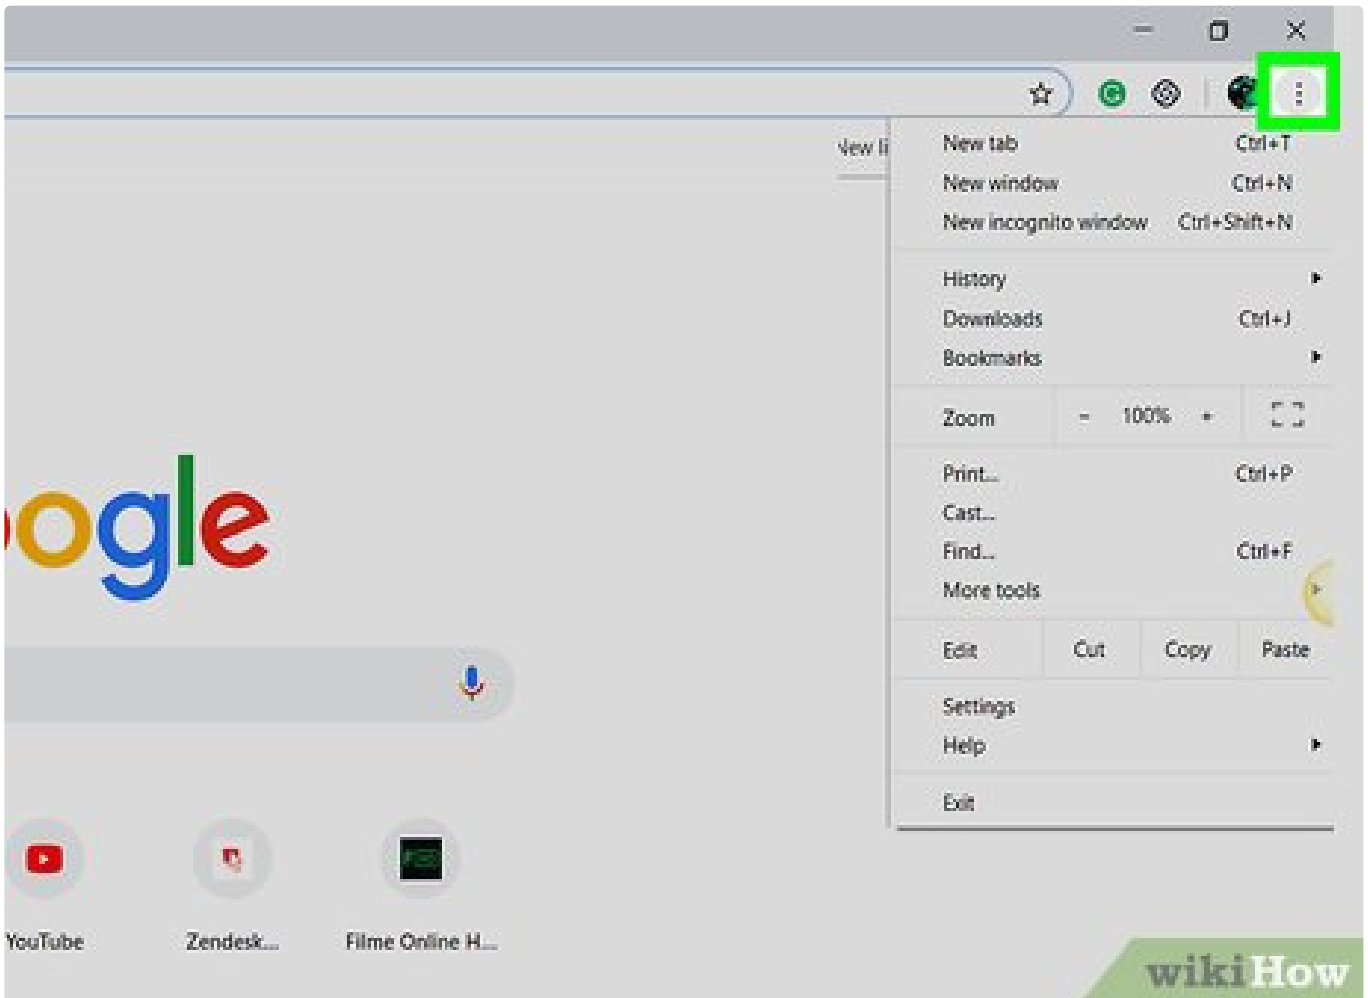 New tab Ctrl+T
New window Ctrl+N
New incognito window Ctrl+Shift+N
History
Downloads Ctrl+J
Bookmarks
Zoom - 100% +
Print... Ctrl+P
Cast...
Find... Ctrl+F
More tools
Edit Cut Copy Paste
Settings
Help
Exit
ogle
YouTube Zendesk... Filme Online H...
wikiHow